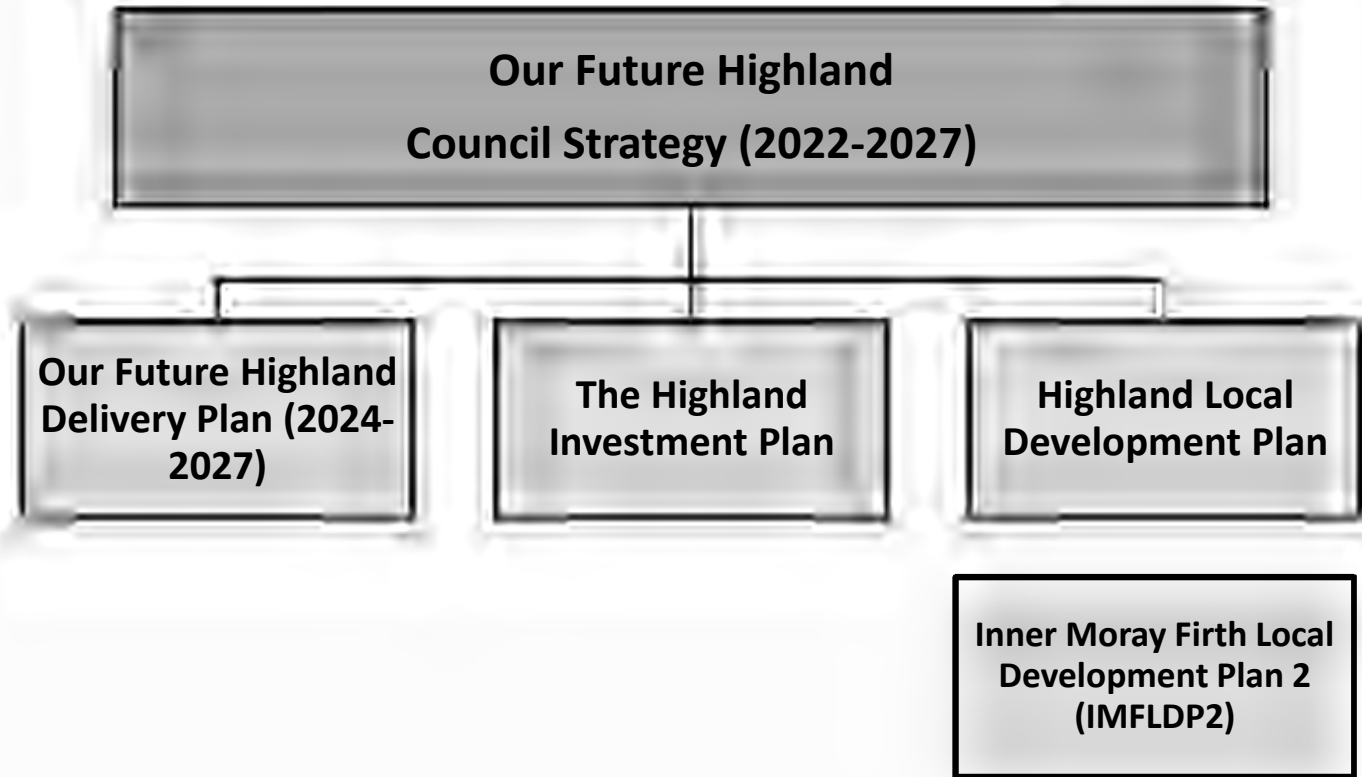 Our Future Highland
Council Strategy (2022-2027)
Our Future Highland
Delivery Plan (2024-
2027)
The Highland
Investment Plan
Highland Local
Development Plan
Inner Moray Firth Local
Development Plan 2
(IMFLDP2)